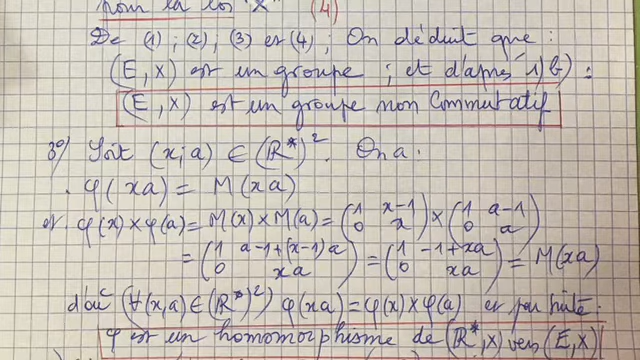 pour la loi "X" (4)
De (1) ; (2) ; (3) et (4) ; On déduit que :
(E, x) est un groupe ; et d'après 1) b) :
(E, x) est un groupe non Commutatif
3°/ Soit (x;a) ∈ (ℝ*)². On a.
. φ(xa) = M(xa)
et. φ(x) × φ(a) = M(x) × M(a) = (1 x-1 / 0 x) × (1 a-1 / 0 a)
= (1 a-1+(x-1)a / 0 xa) = (1 -1+xa / 0 xa) = M(xa)
d'où (∀(x,a) ∈ (ℝ*)²) φ(xa) = φ(x) × φ(a) et par suite :
φ est un homomorphisme de (ℝ*, x) vers (E, X)